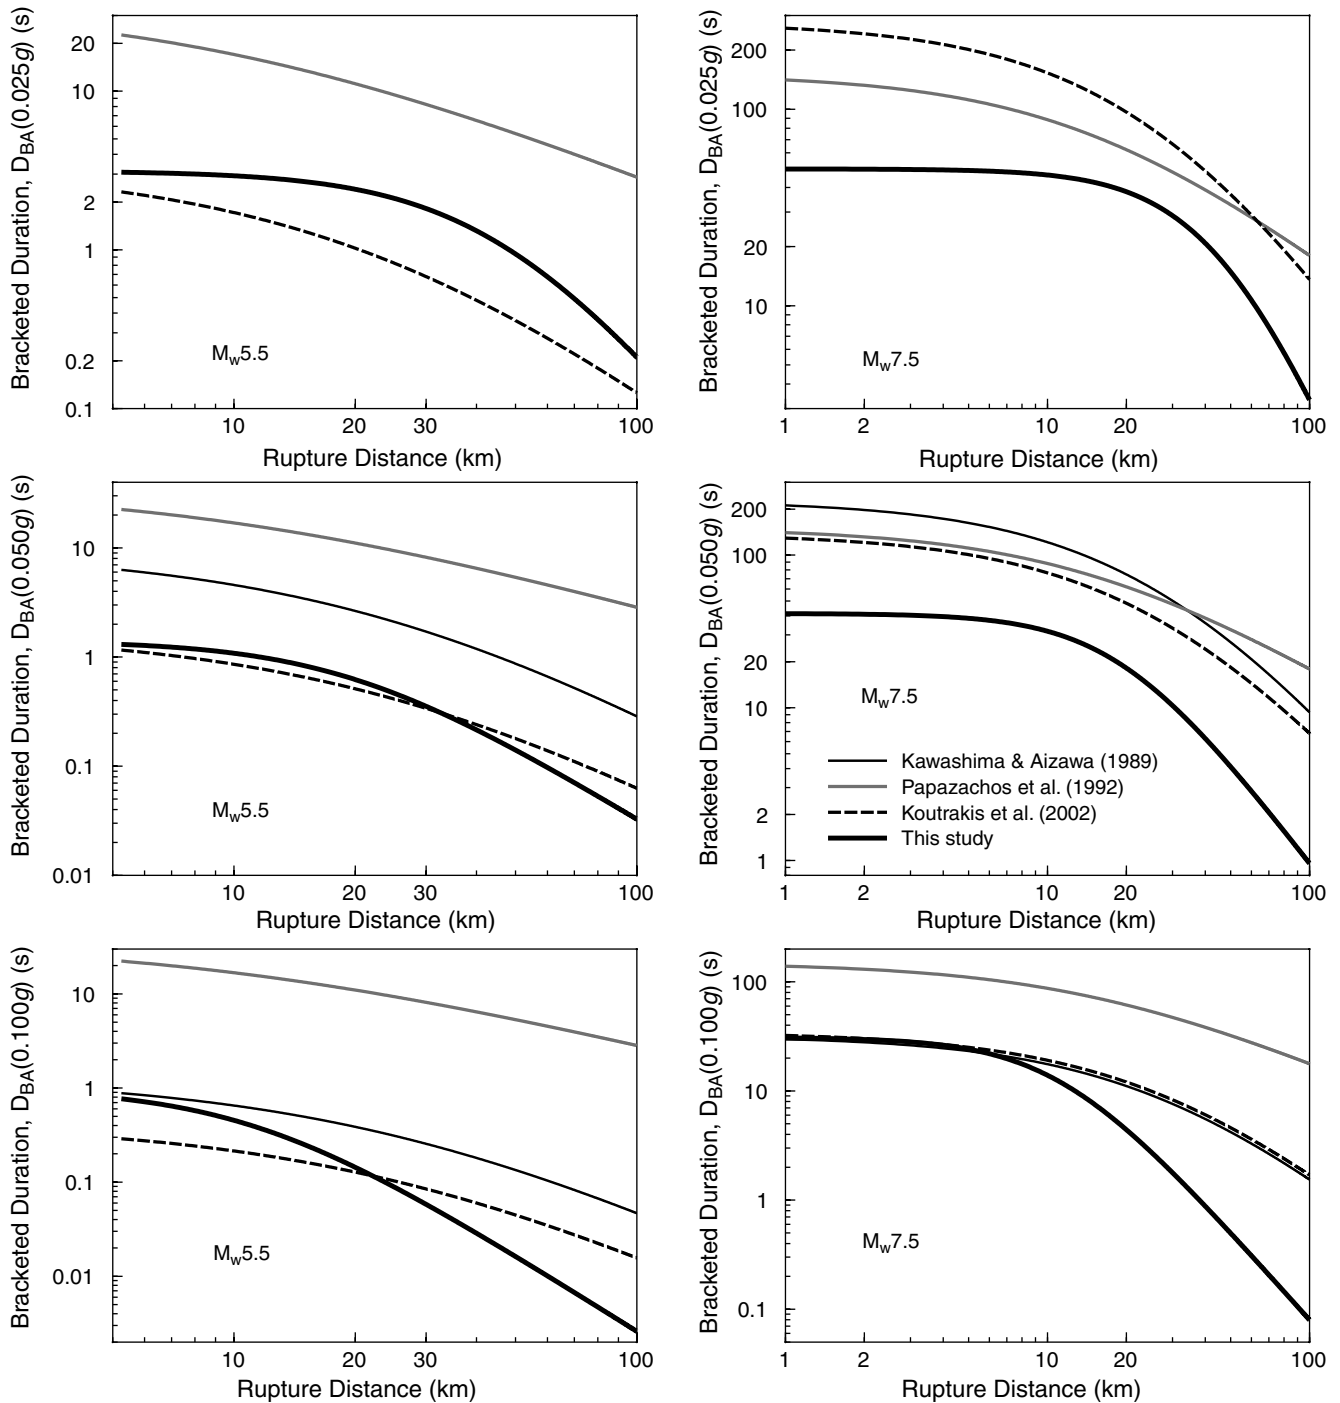 Bracketed Duration, D_BA(0.025g) (s)
20
10
2
1
0.2
0.1
M_w5.5
10
20
30
100
Rupture Distance (km)
Bracketed Duration, D_BA(0.025g) (s)
200
100
20
10
M_w7.5
1
2
10
20
100
Rupture Distance (km)
Bracketed Duration, D_BA(0.050g) (s)
10
1
0.1
0.01
M_w5.5
10
20
30
100
Rupture Distance (km)
Bracketed Duration, D_BA(0.050g) (s)
200
100
20
10
2
1
M_w7.5
Kawashima & Aizawa (1989)
Papazachos et al. (1992)
Koutrakis et al. (2002)
This study
1
2
10
20
100
Rupture Distance (km)
Bracketed Duration, D_BA(0.100g) (s)
10
1
0.1
0.01
M_w5.5
10
20
30
100
Rupture Distance (km)
Bracketed Duration, D_BA(0.100g) (s)
100
10
1
0.1
M_w7.5
1
2
10
20
100
Rupture Distance (km)